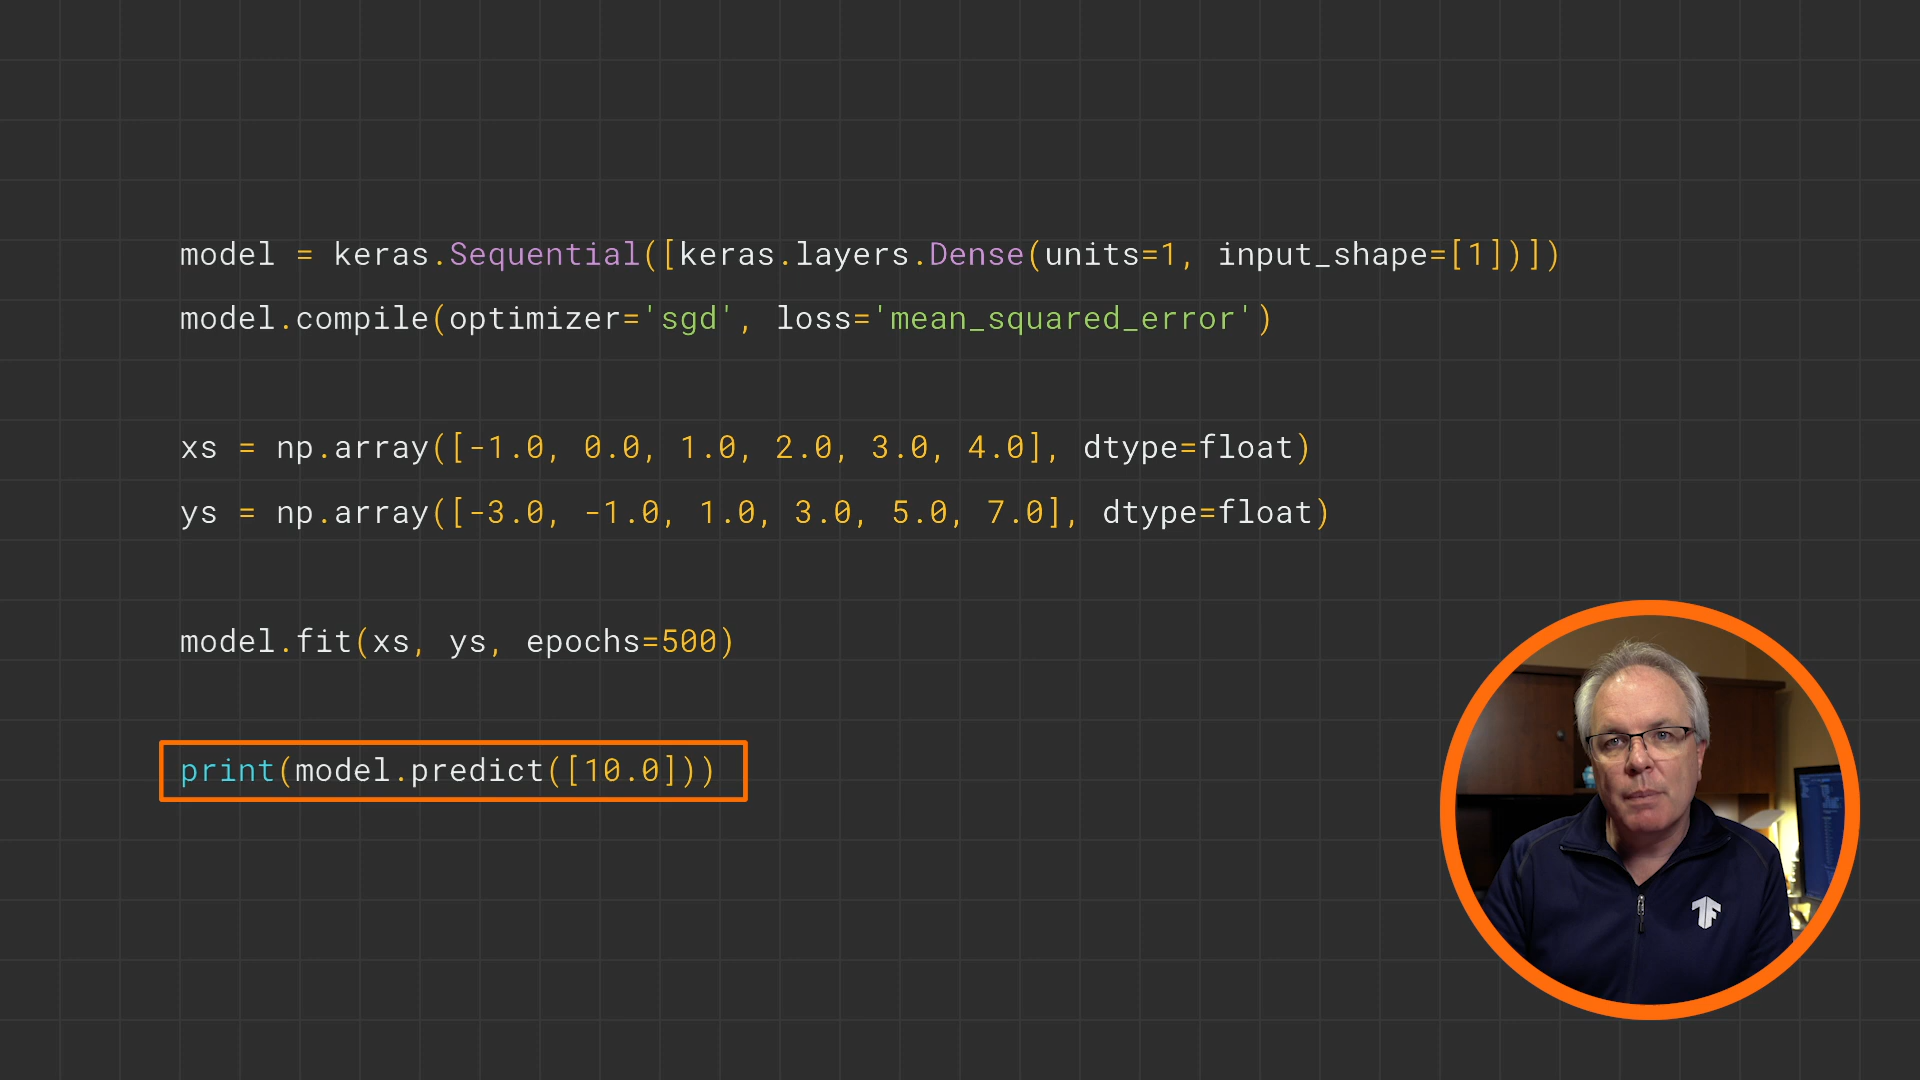 model = keras.Sequential([keras.layers.Dense(units=1, input_shape=[1])])
model.compile(optimizer='sgd', loss='mean_squared_error')
xs = np.array([-1.0, 0.0, 1.0, 2.0, 3.0, 4.0], dtype=float)
ys = np.array([-3.0, -1.0, 1.0, 3.0, 5.0, 7.0], dtype=float)
model.fit(xs, ys, epochs=500)
print(model.predict([10.0]))
TF